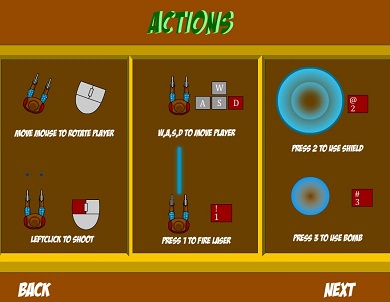 ACTIONS
MOVE MOUSE TO ROTATE PLAYER
LEFTCLICK TO SHOOT
W
A S D
W,A,S,D TO MOVE PLAYER
!
1
PRESS 1 TO FIRE LASER
@
2
PRESS 2 TO USE SHIELD
#
3
PRESS 3 TO USE BOMB
BACK
NEXT